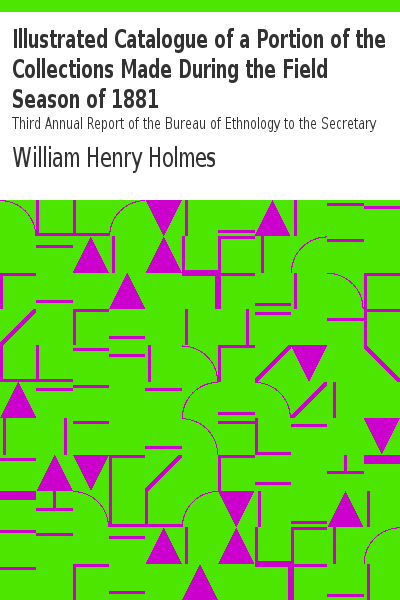 Illustrated Catalogue of a Portion of the
Collections Made During the Field
Season of 1881
Third Annual Report of the Bureau of Ethnology to the Secretary
William Henry Holmes